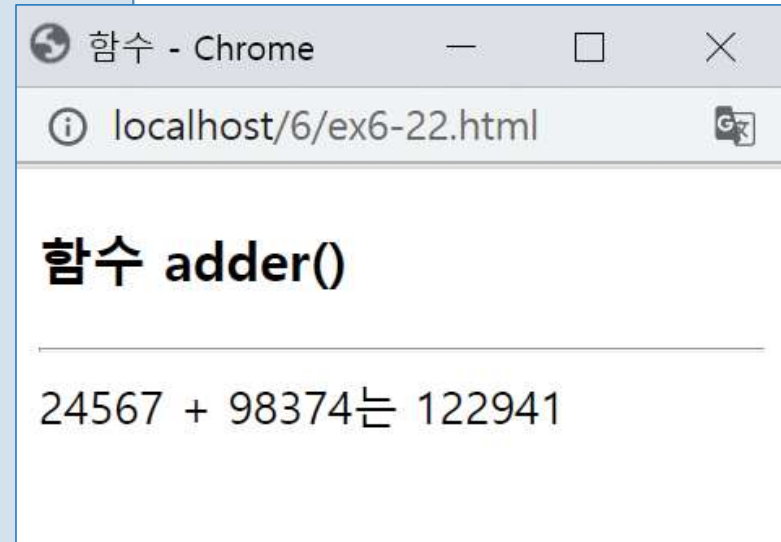 함수 - Chrome
localhost/6/ex6-22.html
함수 adder()
24567 + 98374는 122941